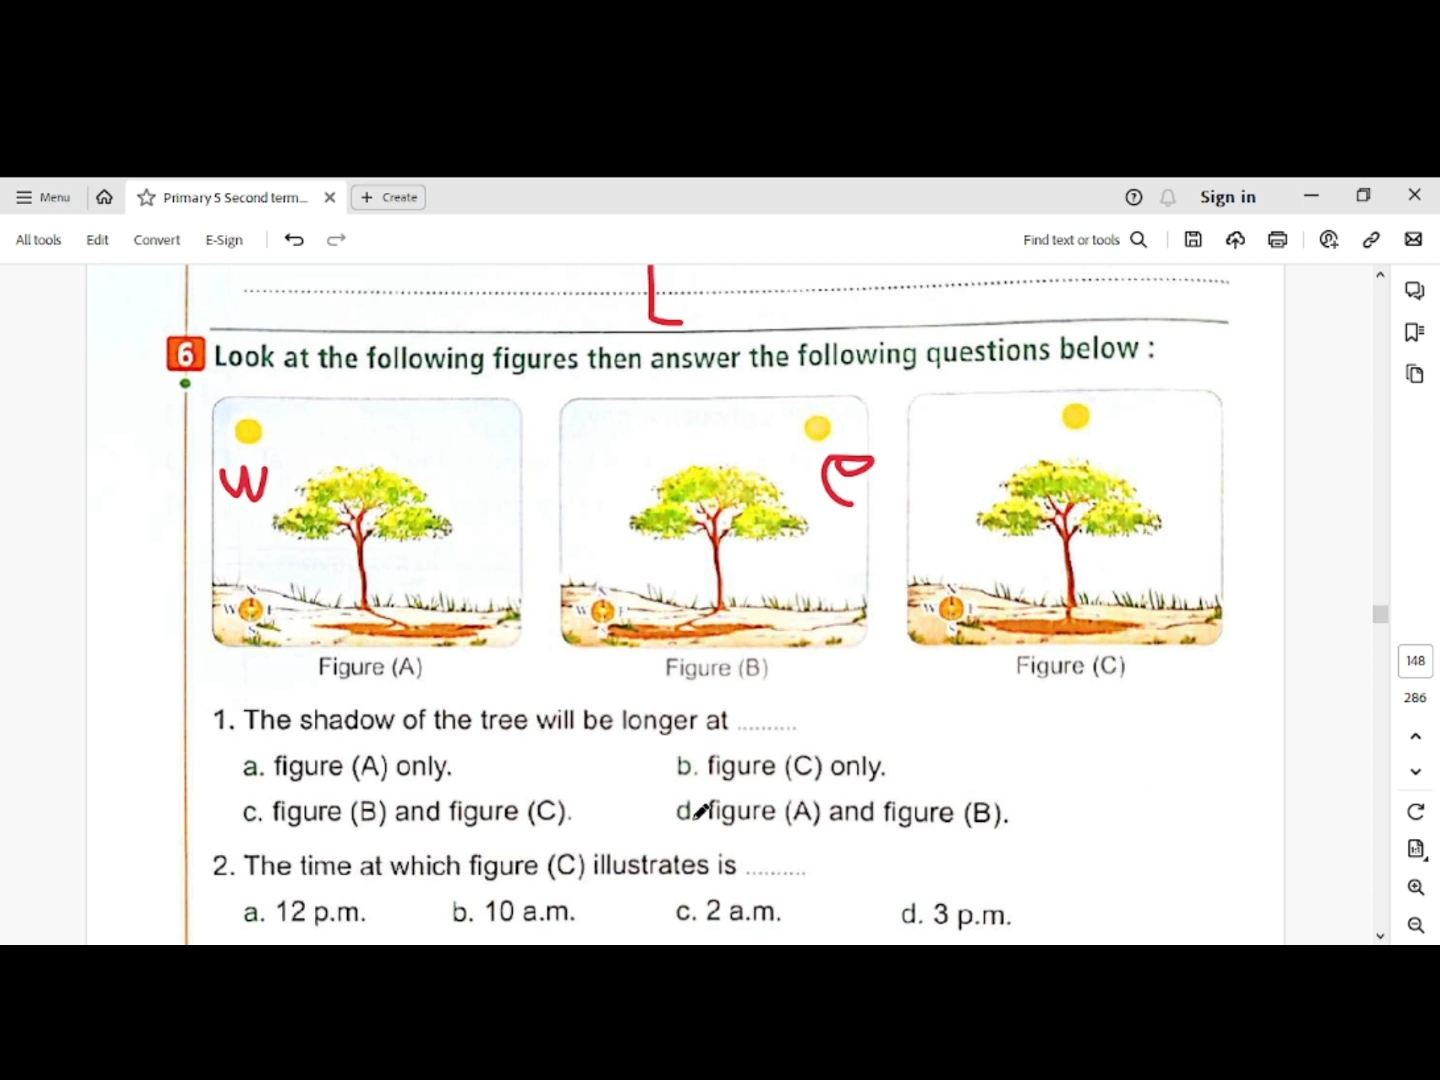 Menu
Primary 5 Second term...
Create
Sign in
All tools
Edit
Convert
E-Sign
Find text or tools
6 Look at the following figures then answer the following questions below :
W
e
N
W E
S
N
W E
S
N
W E
S
Figure (A)
Figure (B)
Figure (C)
1. The shadow of the tree will be longer at ..........
a. figure (A) only.
b. figure (C) only.
c. figure (B) and figure (C).
d. figure (A) and figure (B).
2. The time at which figure (C) illustrates is ..........
a. 12 p.m.
b. 10 a.m.
c. 2 a.m.
d. 3 p.m.
148
286